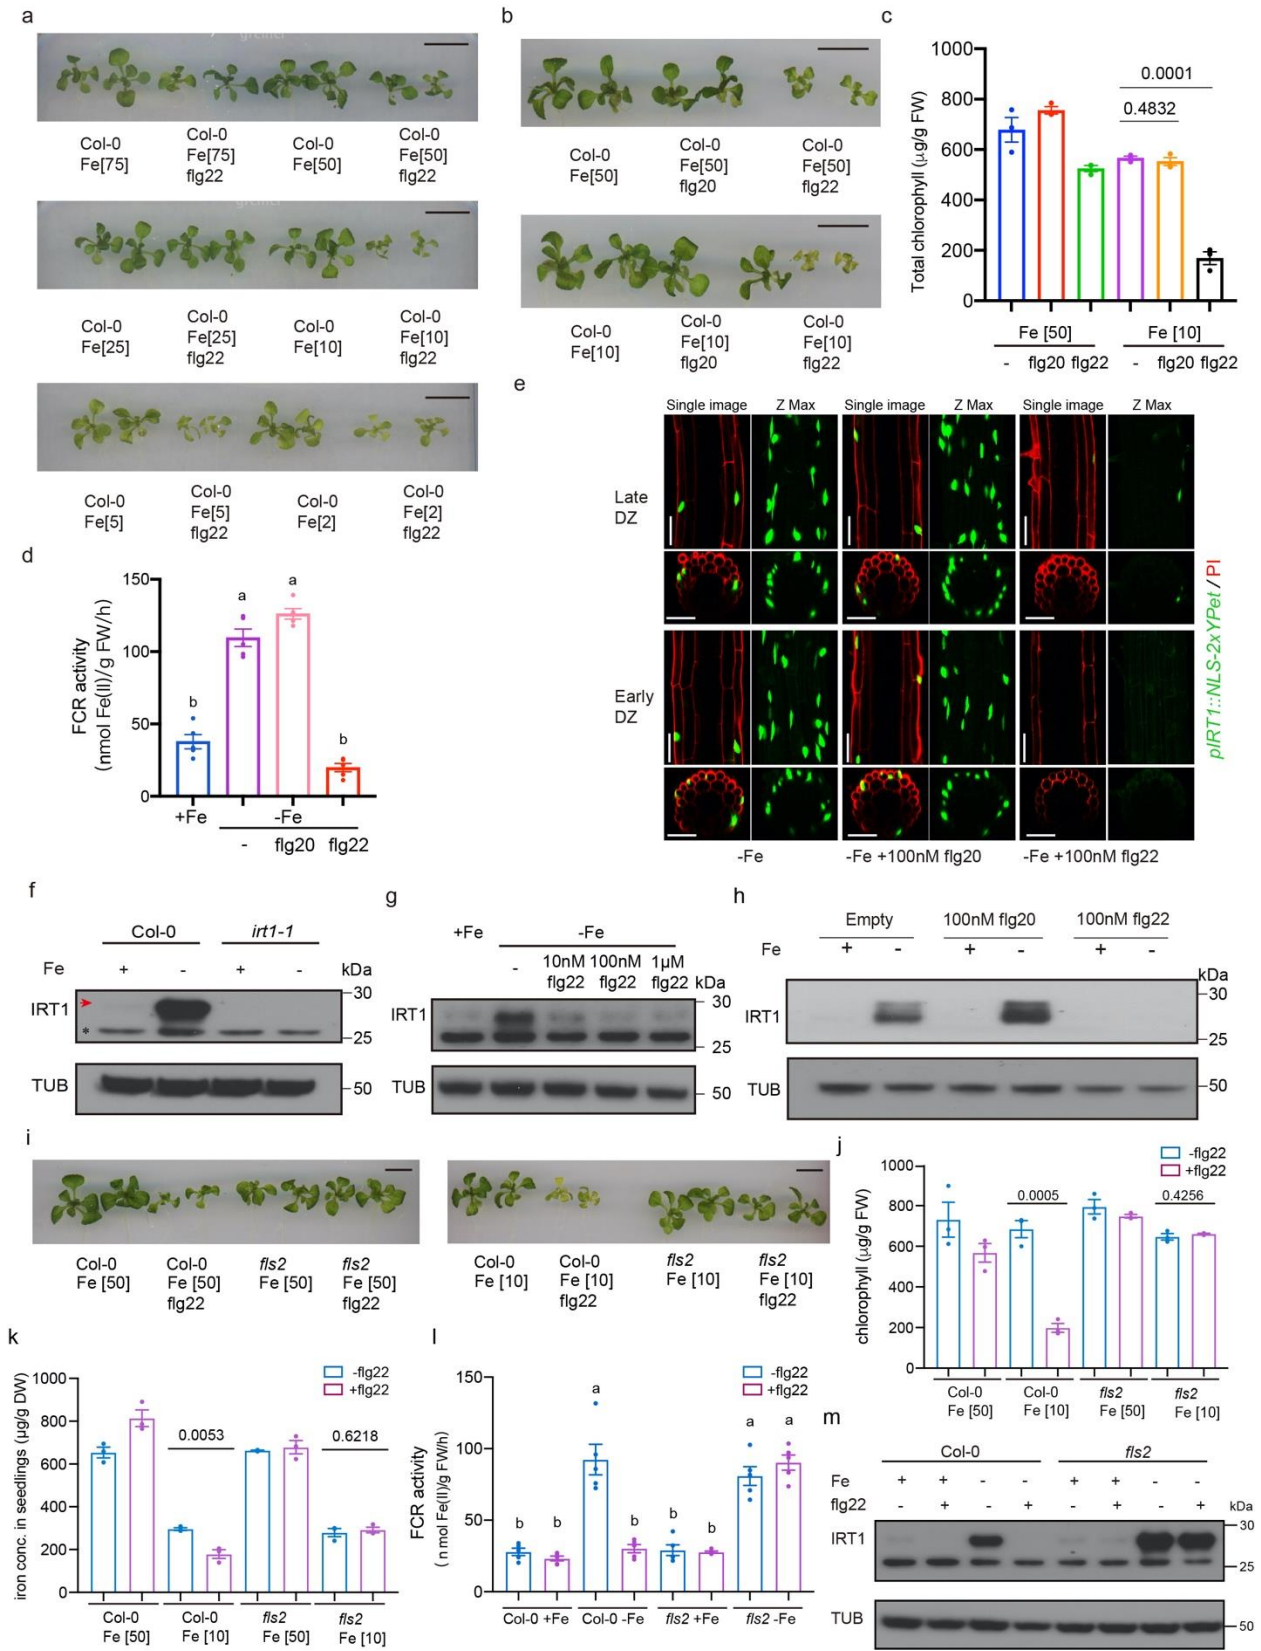 a
greiner
Col-0 Col-0 Col-0 Col-0
Fe[75] Fe[75] Fe[50] Fe[50]
flg22 flg22
greiner
Col-0 Col-0 Col-0 Col-0
Fe[25] Fe[25] Fe[10] Fe[10]
flg22 flg22
Col-0 Col-0 Col-0 Col-0
Fe[5] Fe[5] Fe[2] Fe[2]
flg22 flg22
b
Col-0 Col-0 Col-0
Fe[50] Fe[50] Fe[50]
flg20 flg22
Col-0 Col-0 Col-0
Fe[10] Fe[10] Fe[10]
flg20 flg22
c
Total chlorophyll (µg/g FW)
1000
800
600
400
200
0
0.0001
0.4832
Fe [50] Fe [10]
- flg20 flg22 - flg20 flg22
d
FCR activity
(nmol Fe(II)/g FW/h)
150
100
50
0
b a a b
+Fe -Fe
- flg20 flg22
e
Single image Z Max Single image Z Max Single image Z Max
Late
DZ
Early
DZ
-Fe -Fe +100nM flg20 -Fe +100nM flg22
pIRT1::NLS-2xYPet / PI
f
Col-0 irt1-1
Fe + - + - kDa
IRT1 30
* 25
TUB 50
g
+Fe -Fe
- 10nM 100nM 1µM
flg22 flg22 flg22 kDa
IRT1 30
25
TUB 50
h
Empty 100nM flg20 100nM flg22
Fe + - + - + -
kDa
30
IRT1
25
TUB 50
i
Col-0 Col-0 fls2 fls2
Fe [50] Fe [50] Fe [50] Fe [50]
flg22 flg22
Col-0 Col-0 fls2 fls2
Fe [10] Fe [10] Fe [10] Fe [10]
flg22 flg22
j
-flg22
+flg22
chlorophyll (µg/g FW)
1000
800
600
400
200
0
0.0005 0.4256
Col-0 Col-0 fls2 fls2
Fe [50] Fe [10] Fe [50] Fe [10]
k
-flg22
+flg22
iron conc. in seedlings (µg/g DW)
1000
800
600
400
200
0
0.0053 0.6218
Col-0 Col-0 fls2 fls2
Fe [50] Fe [10] Fe [50] Fe [10]
l
-flg22
+flg22
FCR activity
( nmol Fe(II)/g FW/h)
150
100
50
0
b b a b b b a a
Col-0 +Fe Col-0 -Fe fls2 +Fe fls2 -Fe
m
Col-0 fls2
Fe + + - - + + - -
flg22 - + - + - + - + kDa
IRT1 30
25
TUB 50